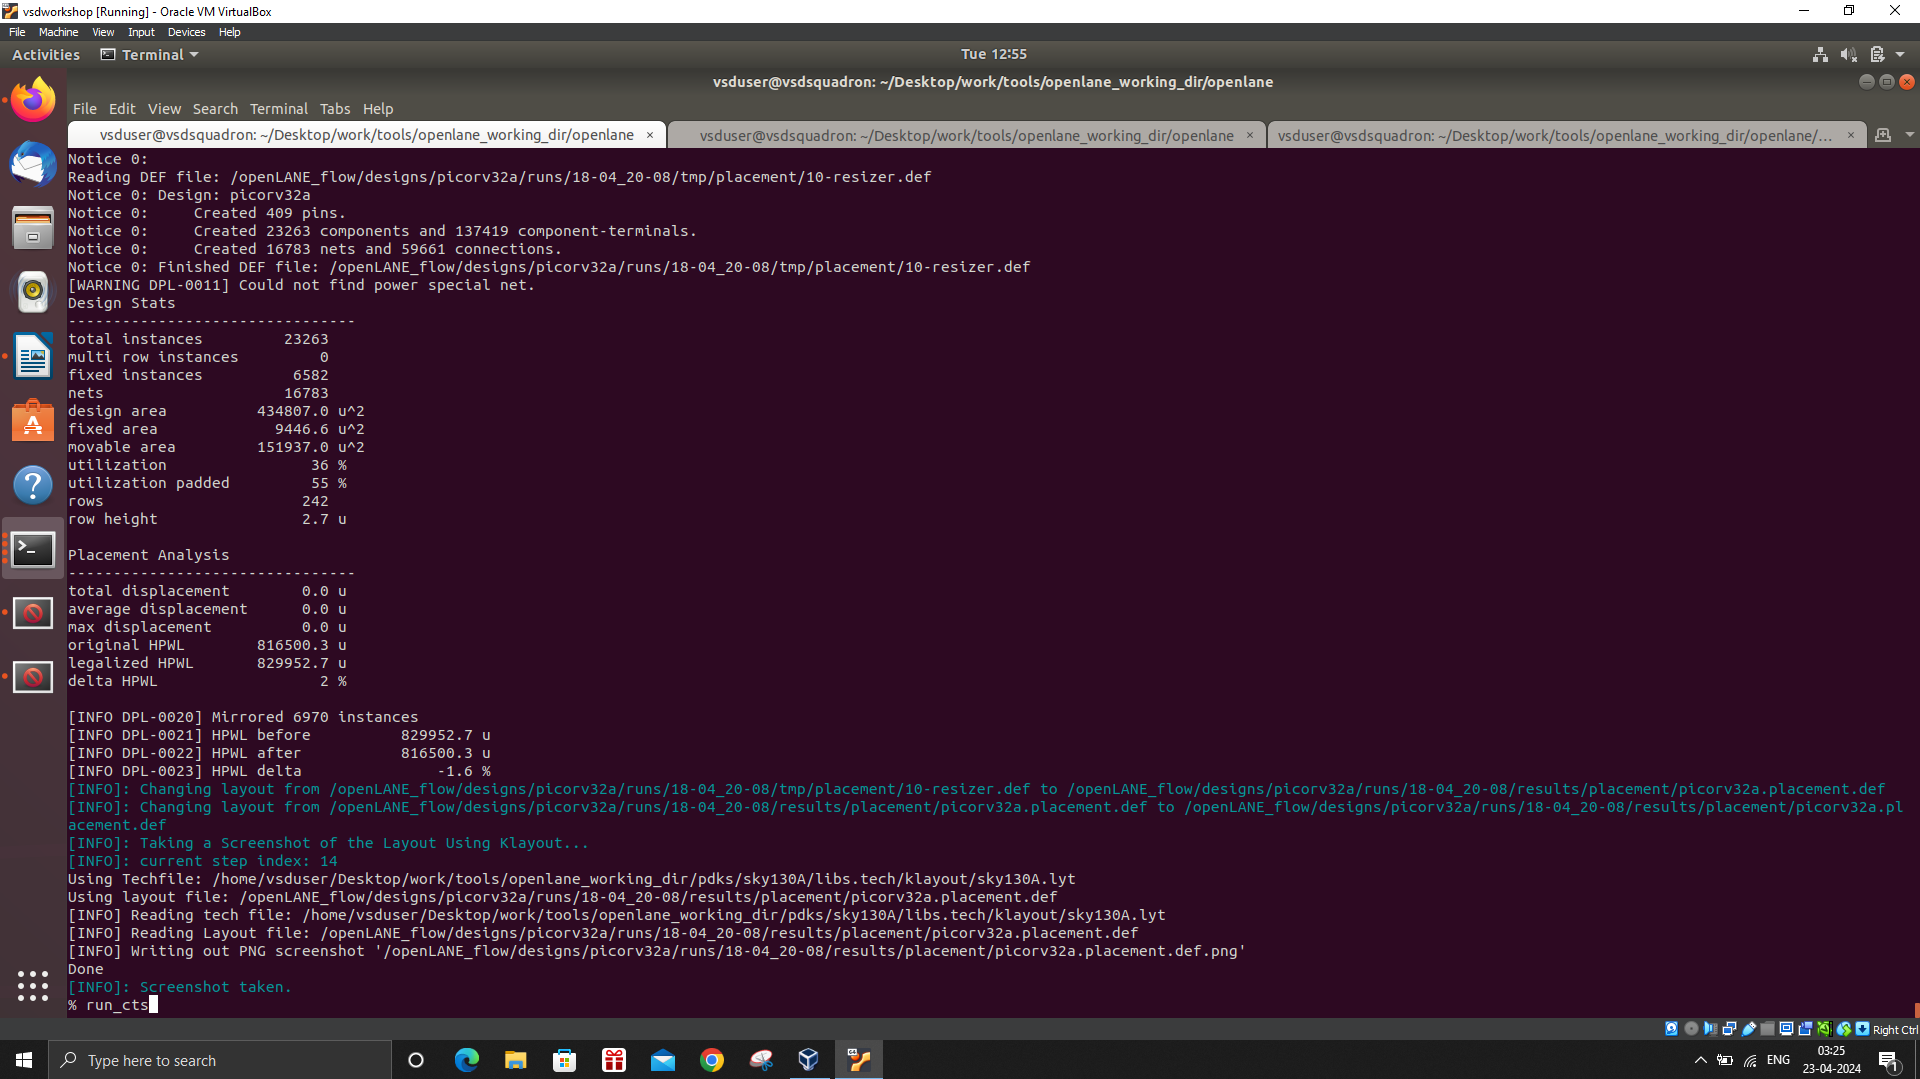 vsdworkshop [Running] - Oracle VM VirtualBox
File Machine View Input Devices Help
Activities Terminal Tue 12:55
vsduser@vsdsquadron: ~/Desktop/work/tools/openlane_working_dir/openlane
File Edit View Search Terminal Tabs Help
vsduser@vsdsquadron: ~/Desktop/work/tools/openlane_working_dir/openlane × vsduser@vsdsquadron: ~/Desktop/work/tools/openlane_working_dir/openlane × vsduser@vsdsquadron: ~/Desktop/work/tools/openlane_working_dir/openlane/... ×
Notice 0:
Reading DEF file: /openLANE_flow/designs/picorv32a/runs/18-04_20-08/tmp/placement/10-resizer.def
Notice 0: Design: picorv32a
Notice 0:     Created 409 pins.
Notice 0:     Created 23263 components and 137419 component-terminals.
Notice 0:     Created 16783 nets and 59661 connections.
Notice 0: Finished DEF file: /openLANE_flow/designs/picorv32a/runs/18-04_20-08/tmp/placement/10-resizer.def
[WARNING DPL-0011] Could not find power special net.
Design Stats
--------------------------------
total instances         23263
multi row instances         0
fixed instances          6582
nets                    16783
design area          434807.0 u^2
fixed area             9446.6 u^2
movable area         151937.0 u^2
utilization                36 %
utilization padded         55 %
rows                      242
row height                2.7 u
Placement Analysis
--------------------------------
total displacement        0.0 u
average displacement      0.0 u
max displacement          0.0 u
original HPWL        816500.3 u
legalized HPWL       829952.7 u
delta HPWL                  2 %
[INFO DPL-0020] Mirrored 6970 instances
[INFO DPL-0021] HPWL before          829952.7 u
[INFO DPL-0022] HPWL after           816500.3 u
[INFO DPL-0023] HPWL delta               -1.6 %
[INFO]: Changing layout from /openLANE_flow/designs/picorv32a/runs/18-04_20-08/tmp/placement/10-resizer.def to /openLANE_flow/designs/picorv32a/runs/18-04_20-08/results/placement/picorv32a.placement.def
[INFO]: Changing layout from /openLANE_flow/designs/picorv32a/runs/18-04_20-08/results/placement/picorv32a.placement.def to /openLANE_flow/designs/picorv32a/runs/18-04_20-08/results/placement/picorv32a.pl
acement.def
[INFO]: Taking a Screenshot of the Layout Using Klayout...
[INFO]: current step index: 14
Using Techfile: /home/vsduser/Desktop/work/tools/openlane_working_dir/pdks/sky130A/libs.tech/klayout/sky130A.lyt
Using layout file: /openLANE_flow/designs/picorv32a/runs/18-04_20-08/results/placement/picorv32a.placement.def
[INFO] Reading tech file: /home/vsduser/Desktop/work/tools/openlane_working_dir/pdks/sky130A/libs.tech/klayout/sky130A.lyt
[INFO] Reading Layout file: /openLANE_flow/designs/picorv32a/runs/18-04_20-08/results/placement/picorv32a.placement.def
[INFO] Writing out PNG screenshot '/openLANE_flow/designs/picorv32a/runs/18-04_20-08/results/placement/picorv32a.placement.def.png'
Done
[INFO]: Screenshot taken.
% run_cts
Right Ctrl
Type here to search
ENG
03:25
23-04-2024
1